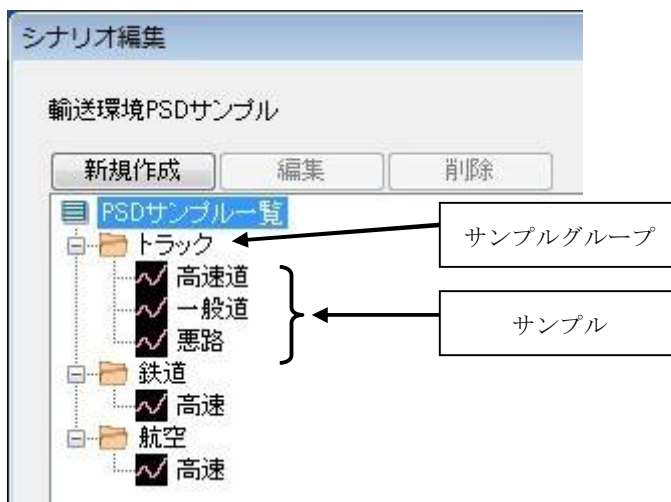 シナリオ編集
輸送環境PSDサンプル
新規作成
編集
削除
PSDサンプル一覧
トラック
サンプルグループ
高速道
一般道
サンプル
悪路
鉄道
高速
航空
高速